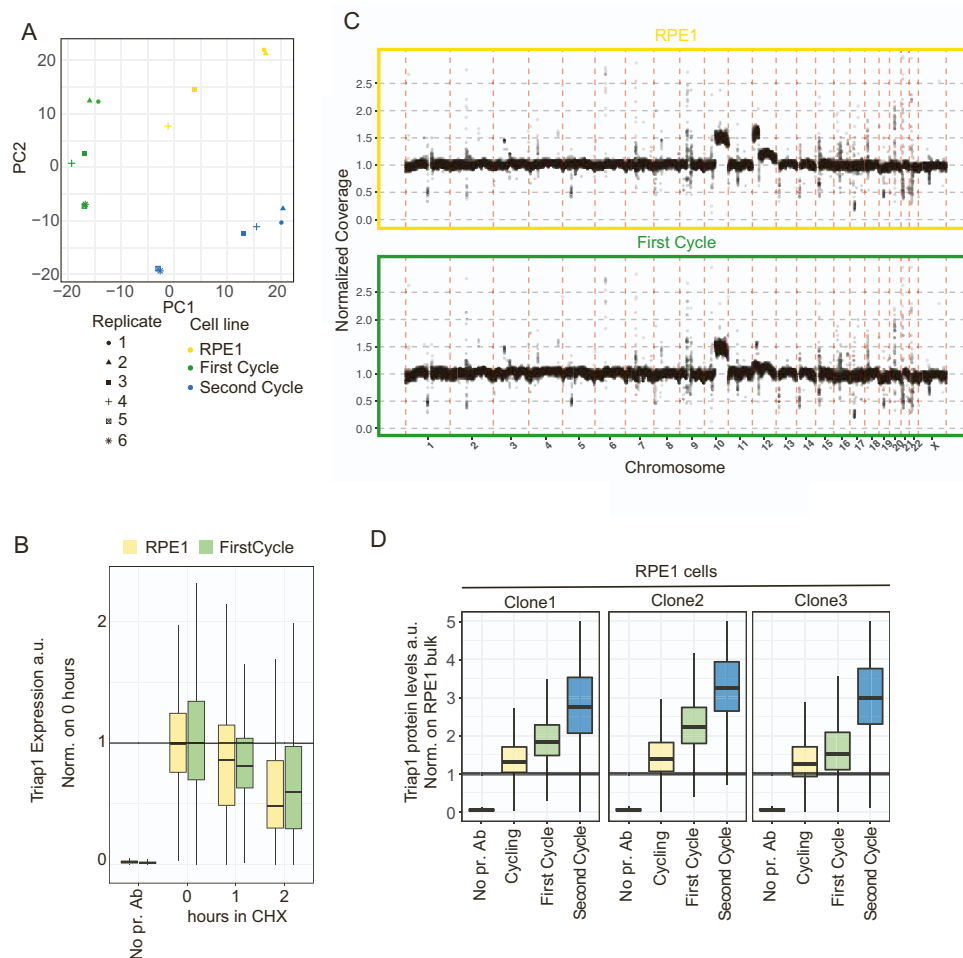 A
PC2
20
10
0
−10
−20
−20
−10
0
10
20
PC1
Replicate
1
2
3
4
5
6
Cell line
RPE1
First Cycle
Second Cycle
C
RPE1
2.5
2.0
1.5
1.0
0.5
0.0
First Cycle
2.5
2.0
1.5
1.0
0.5
0.0
Normalized Coverage
1 2 3 4 5 6 7 8 9 10 11 12 13 14 15 16 17 18 19 20 21 22 X
Chromosome
B
RPE1 FirstCycle
Triap1 Expression a.u.
Norm. on 0 hours
2
1
0
No pr. Ab
0
1
2
hours in CHX
D
RPE1 cells
Clone1 Clone2 Clone3
Triap1 protein levels a.u.
Norm. on RPE1 bulk
5
4
3
2
1
0
No pr. Ab
Cycling
First Cycle
Second Cycle
No pr. Ab
Cycling
First Cycle
Second Cycle
No pr. Ab
Cycling
First Cycle
Second Cycle